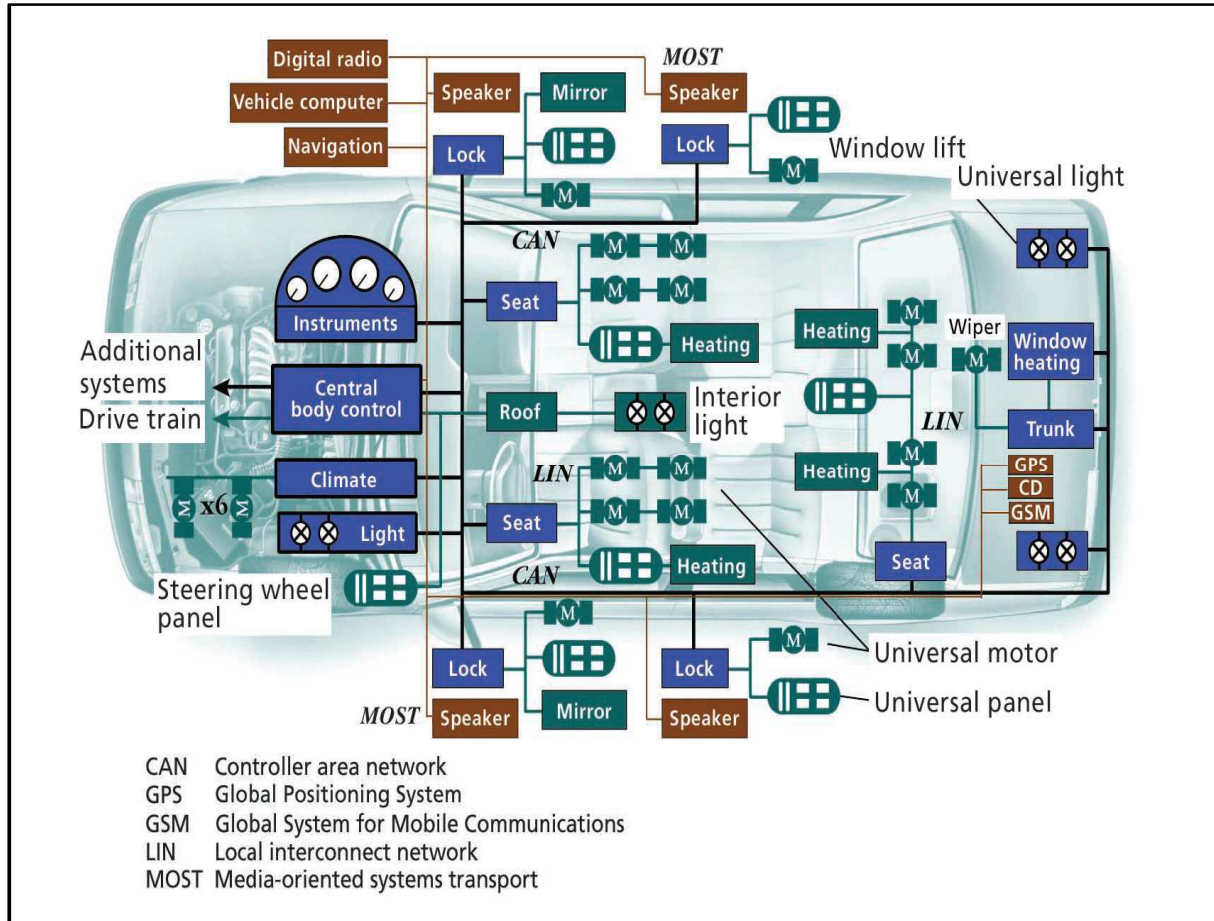 Digital radio
MOST
Vehicle computer
Speaker
Mirror
Speaker
Navigation
Lock
M
Lock
M
Window lift
Universal light
CAN
M M
Seat
M M
Instruments
Heating
Heating
M
M
Wiper
M
Window
heating
Additional
systems
Drive train
Central
body control
Roof
Interior
light
LIN
Trunk
LIN
M M
Heating
M
M
GPS
CD
GSM
Climate
M x6 M
Seat
M M
Light
CAN
Heating
Seat
Steering wheel
panel
M
M
Lock
Lock
Universal motor
Universal panel
MOST
Speaker
Mirror
Speaker
CAN Controller area network
GPS Global Positioning System
GSM Global System for Mobile Communications
LIN Local interconnect network
MOST Media-oriented systems transport